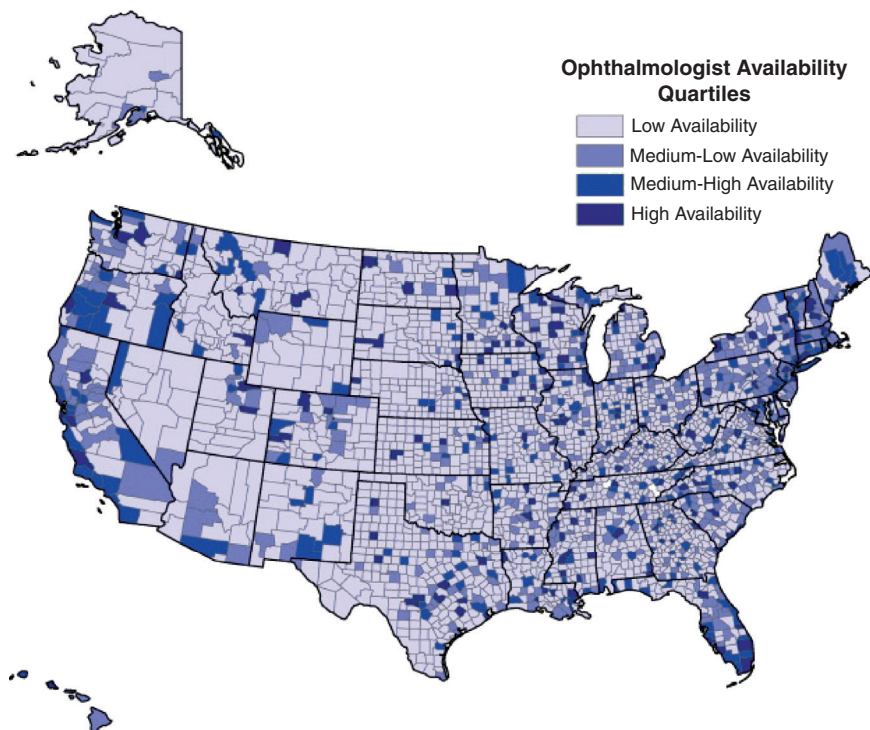 Ophthalmologist Availability
Quartiles
Low Availability
Medium-Low Availability
Medium-High Availability
High Availability